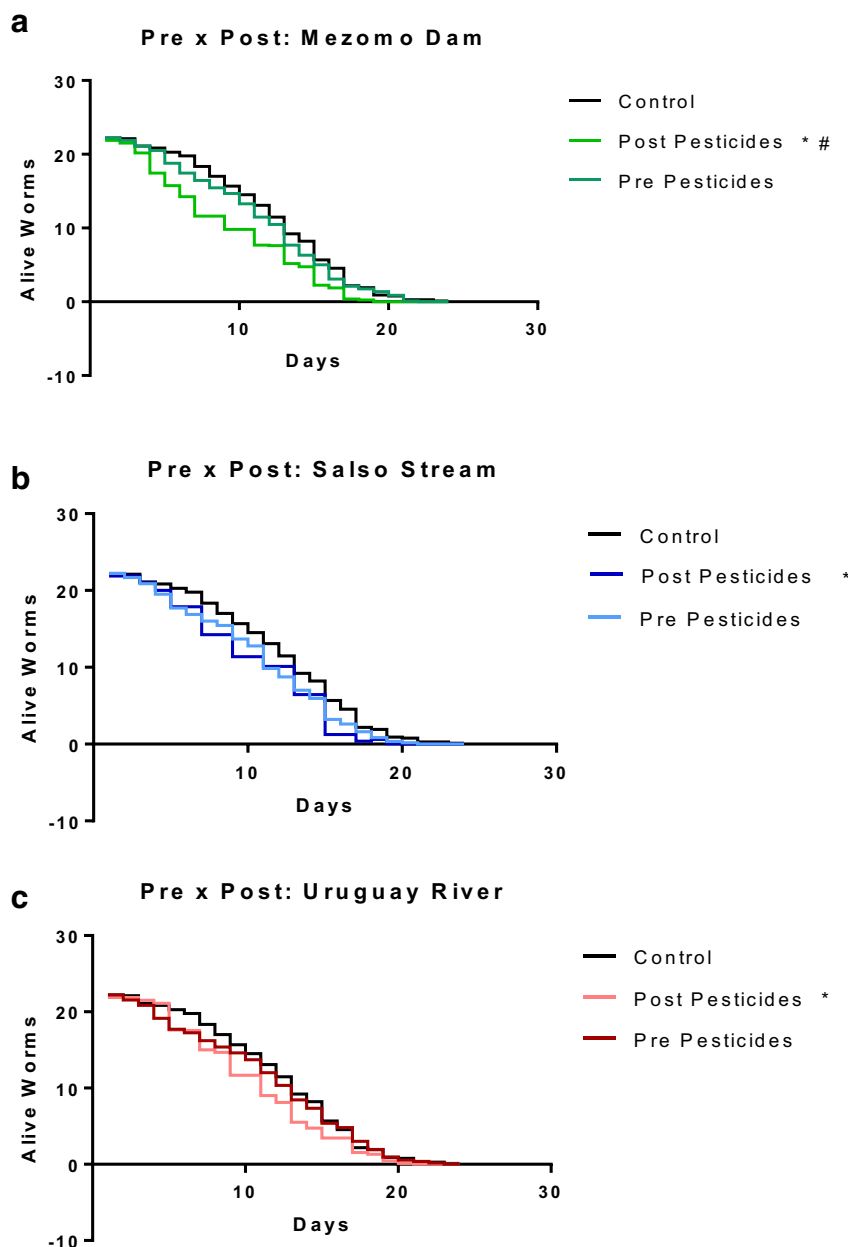 a
Pre x Post: Mezomo Dam
30
20
10
0
-10
Alive Worms
10
20
30
Days
Control
Post Pesticides * #
Pre Pesticides
b
Pre x Post: Salso Stream
30
20
10
0
-10
Alive Worms
10
20
30
Days
Control
Post Pesticides *
Pre Pesticides
c
Pre x Post: Uruguay River
30
20
10
0
-10
Alive Worms
10
20
30
Days
Control
Post Pesticides *
Pre Pesticides